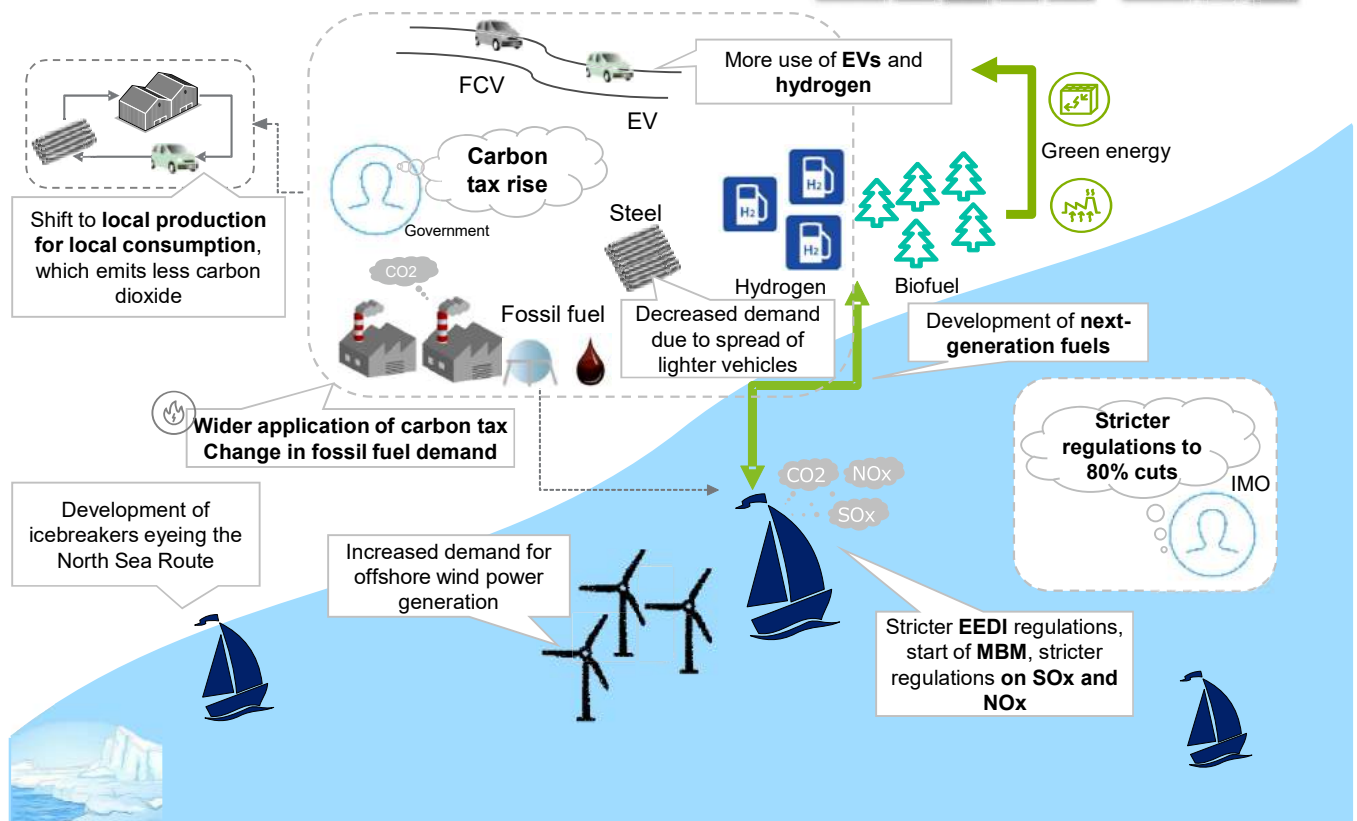 More use of EVs and
hydrogen
FCV
EV
Green energy
Carbon
tax rise
Government
Shift to local production
for local consumption,
which emits less carbon
dioxide
Steel
H2
H2
H2
Hydrogen
Biofuel
CO2
Fossil fuel
Decreased demand
due to spread of
lighter vehicles
Development of next-
generation fuels
Wider application of carbon tax
Change in fossil fuel demand
Stricter
regulations to
80% cuts
IMO
CO2
NOx
SOx
Development of
icebreakers eyeing the
North Sea Route
Increased demand for
offshore wind power
generation
Stricter EEDI regulations,
start of MBM, stricter
regulations on SOx and
NOx